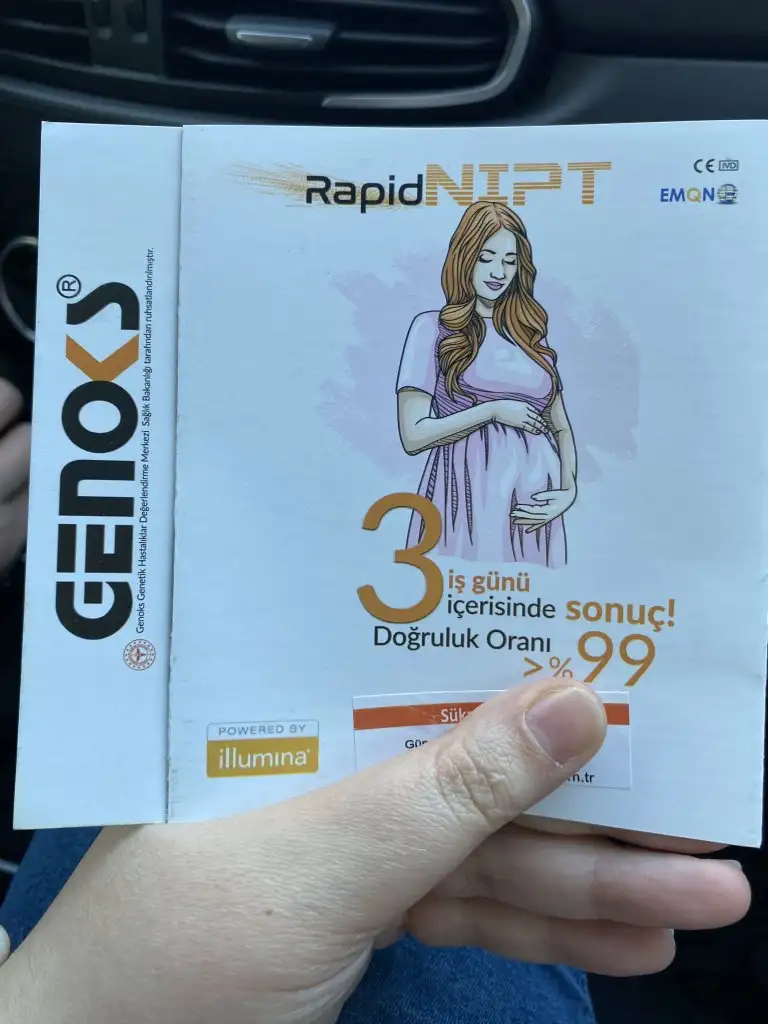 RapidNIPT
CE IVD
EMQN
GENOKS®
Genoks Genetik Hastalıklar Değerlendirme Merkezi Sağlık Bakanlığı tarafından ruhsatlandırılmıştır.
3 iş günü
içerisinde sonuç!
Doğruluk Oranı
>%99
POWERED BY
illumina®
.tr